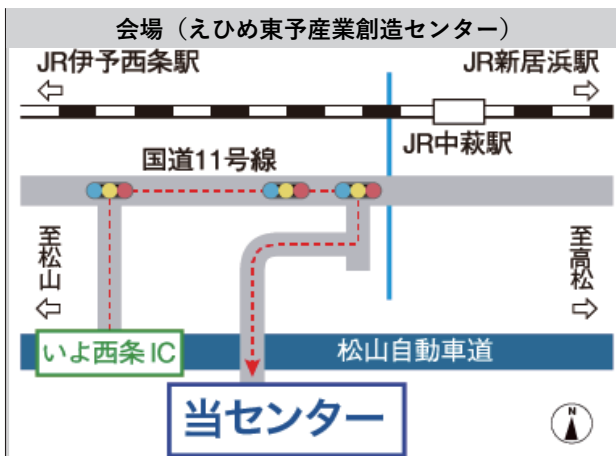 会場（えひめ東予産業創造センター）
JR伊予西条駅
JR新居浜駅
JR中萩駅
国道11号線
至松山
至高松
いよ西条IC
松山自動車道
当センター
N